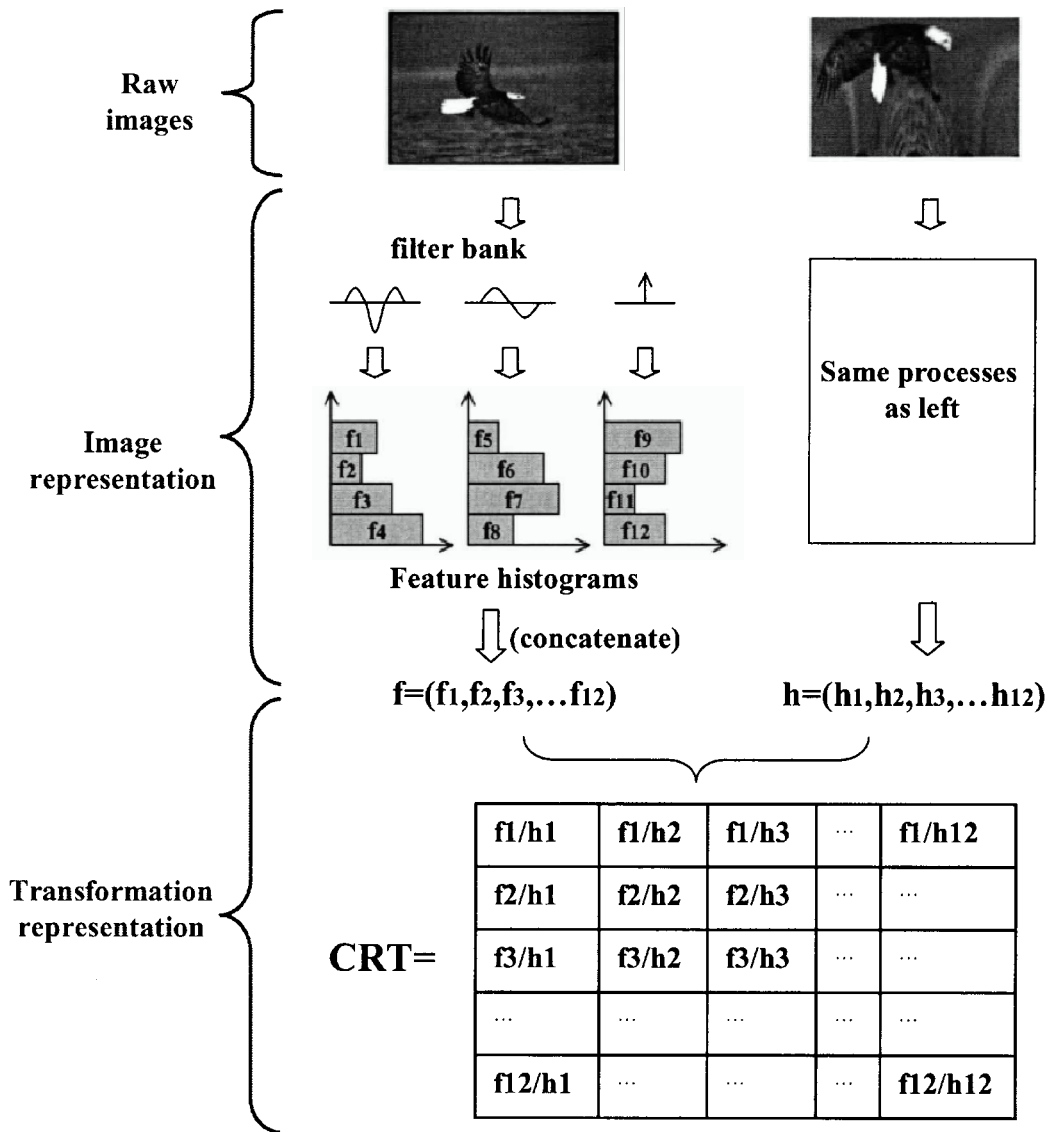 Raw
images
filter bank
Same processes
as left
f1
f2
f3
f4
f5
f6
f7
f8
f9
f10
f11
f12
Image
representation
Feature histograms
(concatenate)
f=(f1,f2,f3,...f12)
h=(h1,h2,h3,...h12)
Transformation
representation
CRT=
f1/h1 f1/h2 f1/h3 ... f1/h12
f2/h1 f2/h2 f2/h3 ... ...
f3/h1 f3/h2 f3/h3 ... ...
... ... ... ... ...
f12/h1 ... ... ... f12/h12